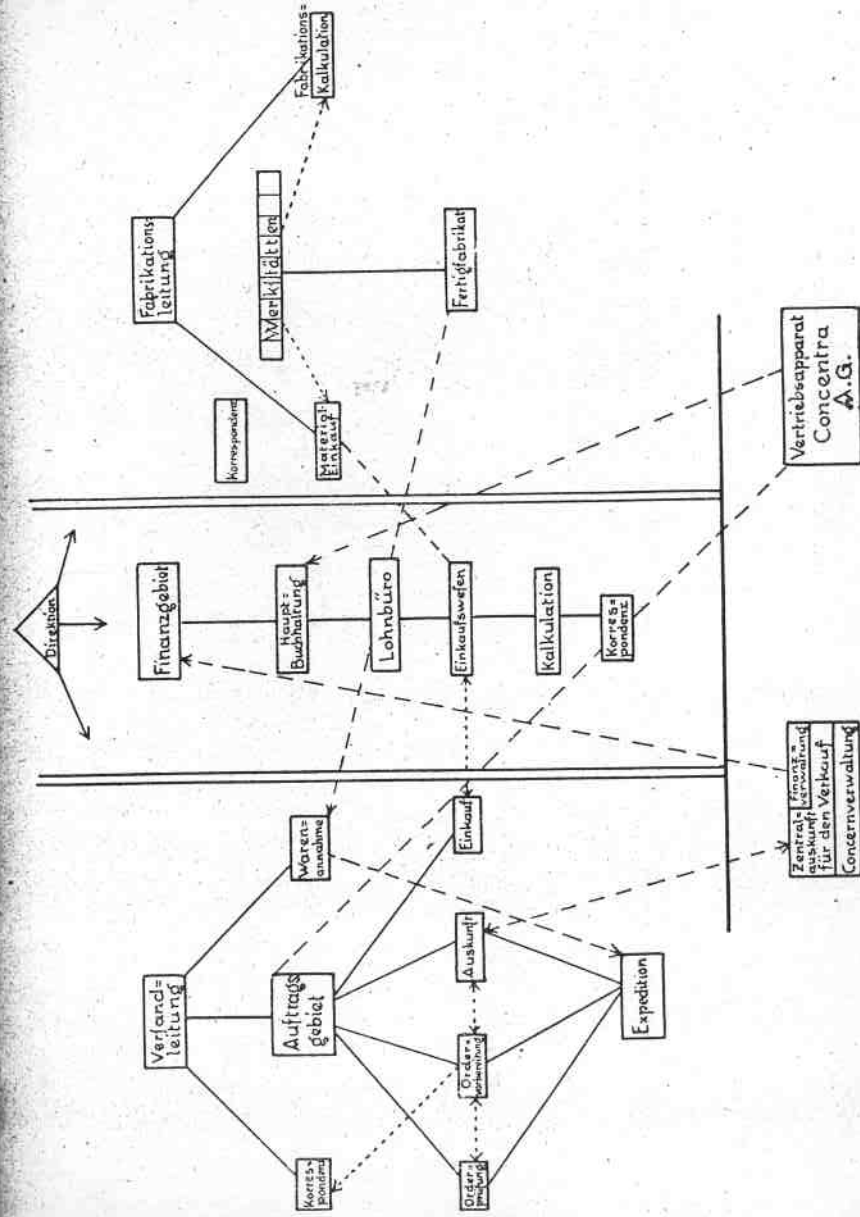 Direktion
Verſand=
leitung
Finanzgebiet
Fabrikations=
leitung
Korres=
pondenz
Waren=
annahme
Auftrags
gebiet
Haupt=
Buchhaltung
Korrespondenz
Material=
Einkauf
Werkſtätten
Fabrikations=
Kalkulation
Lohnbüro
Order=
prüfung
Order=
vorbereitung
Auskunft
Einkauf
Einkaufsweſen
Fertigfabrikat
Kalkulation
Expedition
Korres=
pondenz
Zentral=
auskunft
Finanz=
verwaltung
für den Verkauf
Concernverwaltung
Vertriebsapparat
Concentra
A.G.